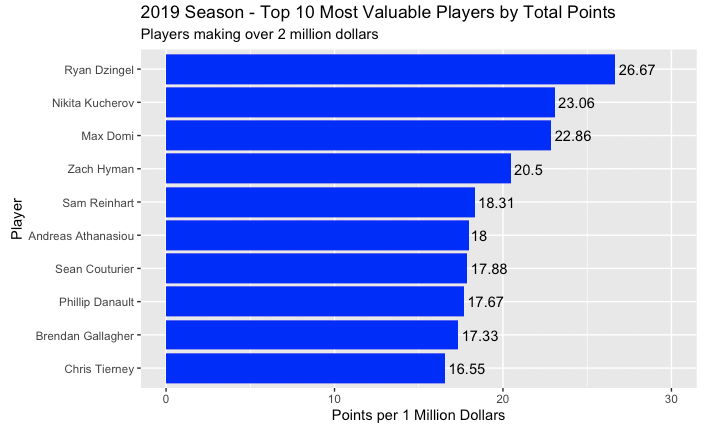 2019 Season - Top 10 Most Valuable Players by Total Points
Players making over 2 million dollars
Player
Ryan Dzingel 26.67
Nikita Kucherov 23.06
Max Domi 22.86
Zach Hyman 20.5
Sam Reinhart 18.31
Andreas Athanasiou 18
Sean Couturier 17.88
Phillip Danault 17.67
Brendan Gallagher 17.33
Chris Tierney 16.55
0 10 20 30
Points per 1 Million Dollars